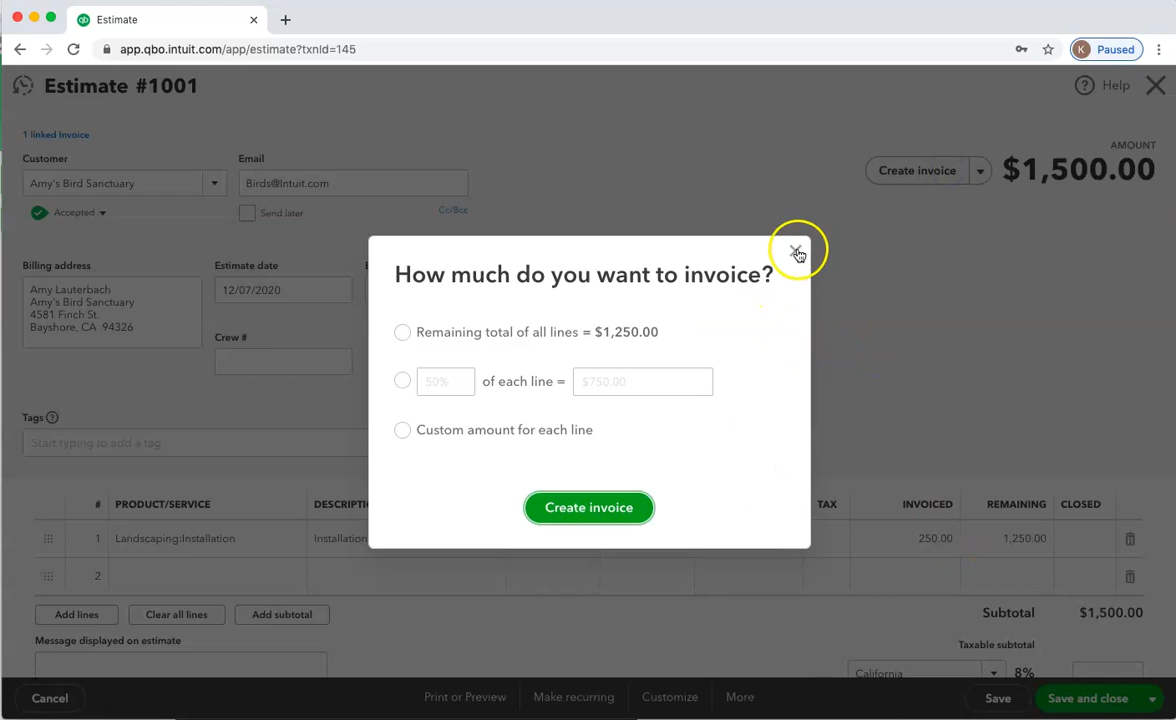 Estimate
app.qbo.intuit.com/app/estimate?txnId=145
K Paused
Estimate #1001
Help
1 linked Invoice
Customer
Email
AMOUNT
Amy's Bird Sanctuary
Birds@Intuit.com
Create invoice
$1,500.00
Accepted
Send later
Cc/Bcc
Billing address
Estimate date
Amy Lauterbach
Amy's Bird Sanctuary
4581 Finch St.
Bayshore, CA 94326
12/07/2020
Crew #
Tags
Start typing to add a tag
How much do you want to invoice?
Remaining total of all lines = $1,250.00
50% of each line = $750.00
Custom amount for each line
Create invoice
# PRODUCT/SERVICE TAX INVOICED REMAINING CLOSED
1 Landscaping:Installation 250.00 1,250.00
2
Add lines
Clear all lines
Add subtotal
Subtotal $1,500.00
Message displayed on estimate
Taxable subtotal
California 8%
Cancel
Print or Preview
Make recurring
Customize
More
Save
Save and close